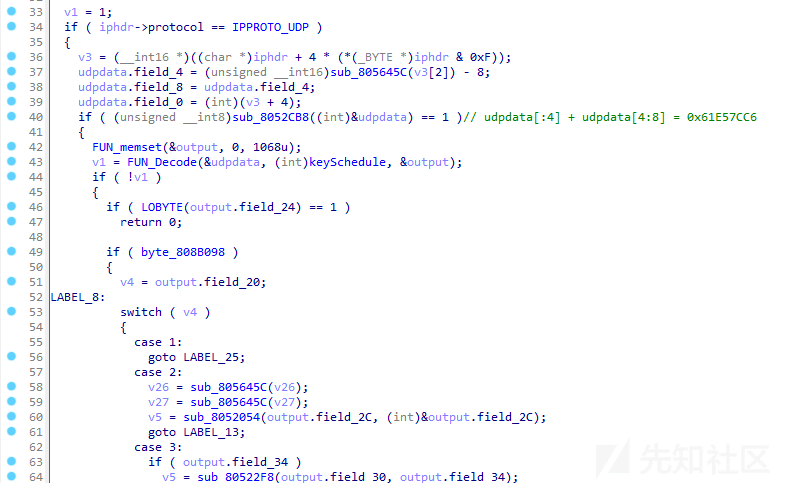 33 v1 = 1;
34 if ( iphdr->protocol == IPPROTO_UDP )
35 {
36 v3 = (__int16 *)((char *)iphdr + 4 * (*(_BYTE *)iphdr & 0xF));
37 udpdata.field_4 = (unsigned __int16)sub_805645C(v3[2]) - 8;
38 udpdata.field_8 = udpdata.field_4;
39 udpdata.field_0 = (int)(v3 + 4);
40 if ( (unsigned __int8)sub_8052CB8((int)&udpdata) == 1 )// udpdata[:4] + udpdata[4:8] = 0x61E57CC6
41 {
42 FUN_memset(&output, 0, 1068u);
43 v1 = FUN_Decode(&udpdata, (int)keySchedule, &output);
44 if ( !v1 )
45 {
46 if ( LOBYTE(output.field_24) == 1 )
47 return 0;
48
49 if ( byte_808B098 )
50 {
51 v4 = output.field_20;
52 LABEL_8:
53 switch ( v4 )
54 {
55 case 1:
56 goto LABEL_25;
57 case 2:
58 v26 = sub_805645C(v26);
59 v27 = sub_805645C(v27);
60 v5 = sub_8052054(output.field_2C, (int)&output.field_2C);
61 goto LABEL_13;
62 case 3:
63 if ( output.field_34 )
64 v5 = sub_80522F8(output.field_30, output.field_34);
先知社区